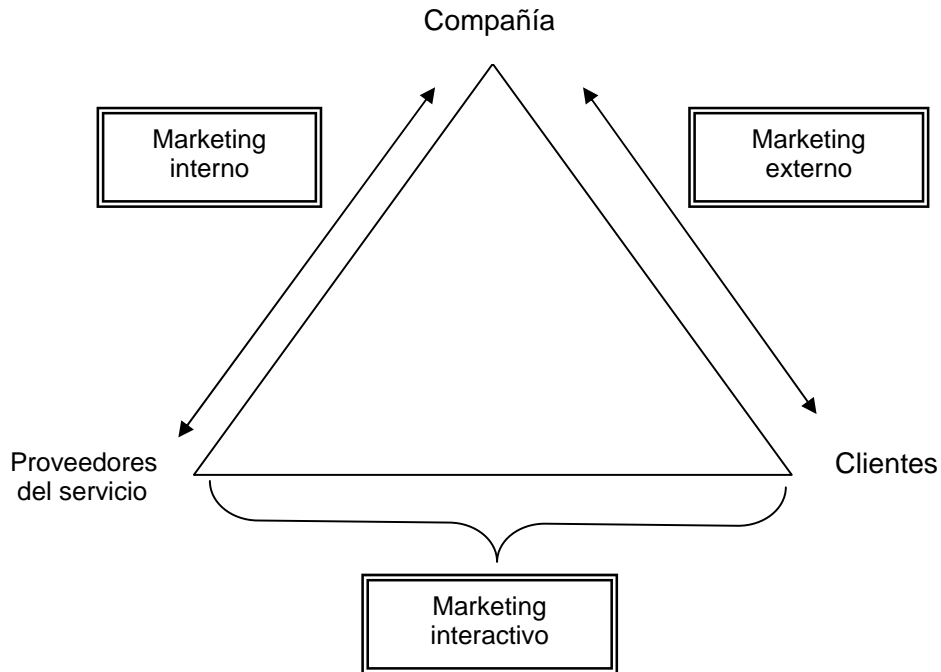 Compañía
Marketing
interno
Marketing
externo
Proveedores
del servicio
Clientes
Marketing
interactivo